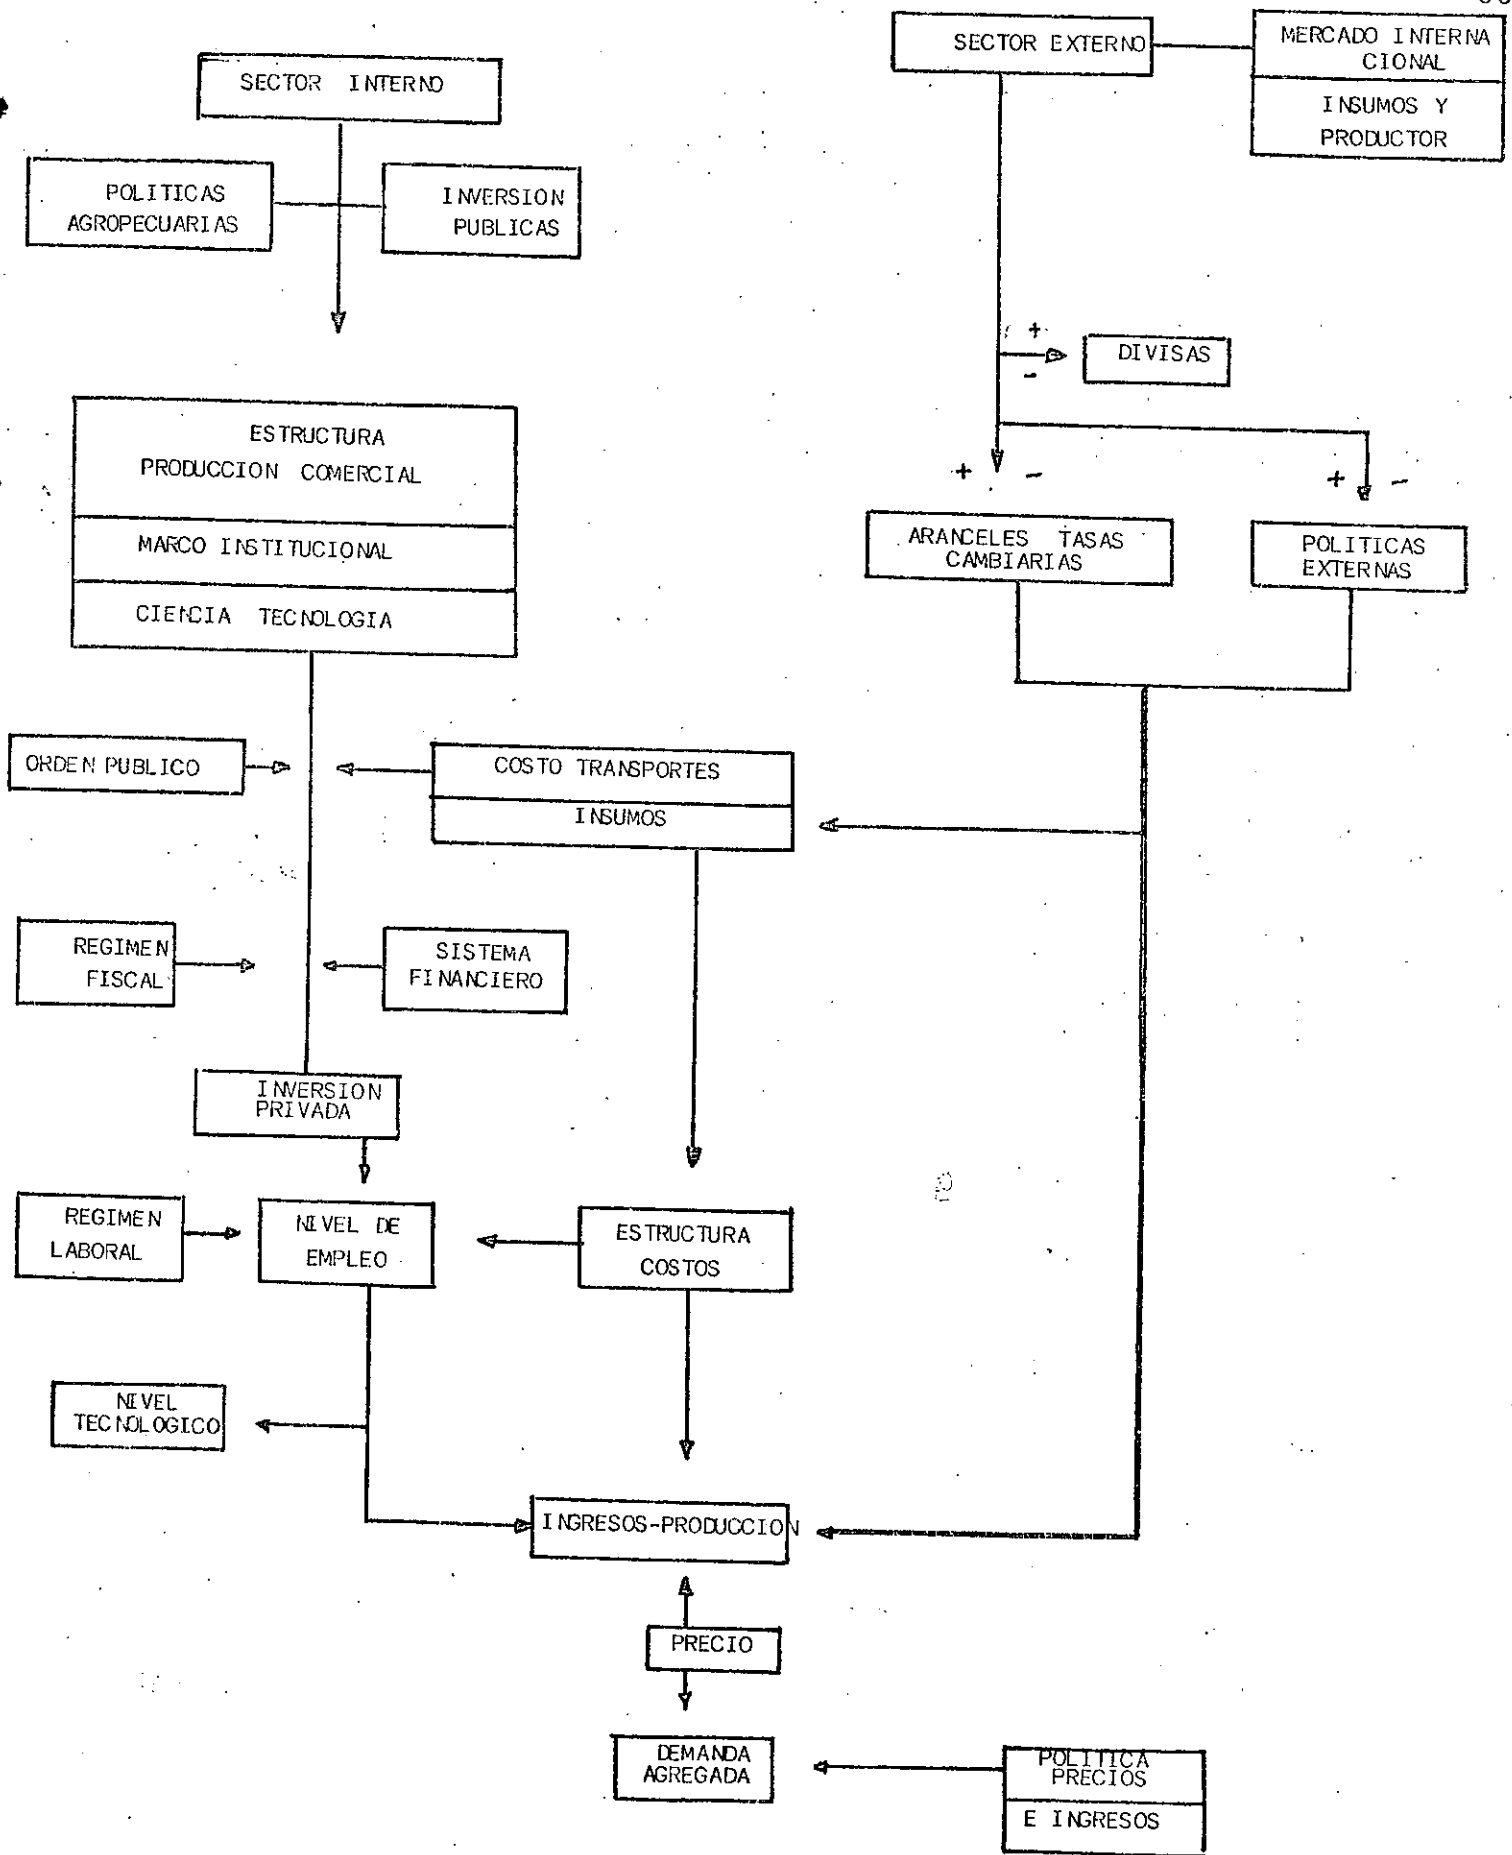 SECTOR EXTERNO
MERCADO INTERNA
CIONAL
INSUMOS Y
PRODUCTOR
SECTOR INTERNO
POLITICAS
AGROPECUARIAS
INVERSION
PUBLICAS
+
-
DIVISAS
ESTRUCTURA
PRODUCCION COMERCIAL
MARCO INSTITUCIONAL
CIENCIA TECNOLOGIA
+ -
+ -
ARANCELES TASAS
CAMBIARIAS
POLITICAS
EXTERNAS
ORDEN PUBLICO
COSTO TRANSPORTES
INSUMOS
REGIMEN
FISCAL
SISTEMA
FINANCIERO
INVERSION
PRIVADA
REGIMEN
LABORAL
NIVEL DE
EMPLEO
ESTRUCTURA
COSTOS
NIVEL
TECNOLOGICO
INGRESOS-PRODUCCION
PRECIO
DEMANDA
AGREGADA
POLITICA
PRECIOS
E INGRESOS